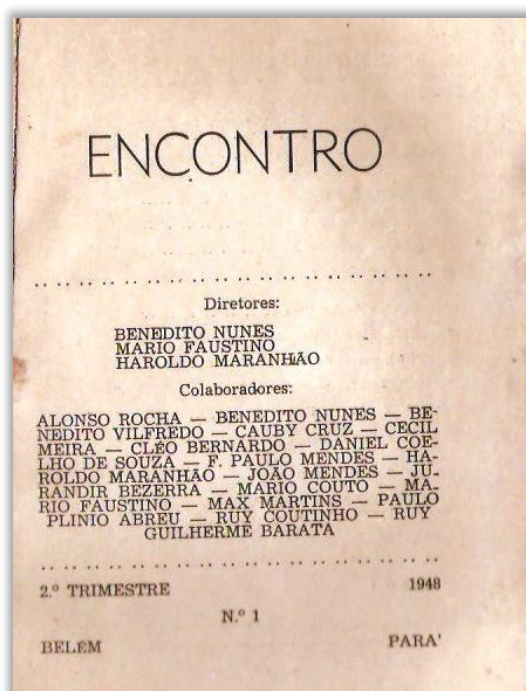 ENCONTRO
Diretores:
BENEDITO NUNES
MARIO FAUSTINO
HAROLDO MARANHÃO
Colaboradores:
ALONSO ROCHA — BENEDITO NUNES — BE-
NEDITO VILFREDO — CAUBY CRUZ — CECIL
MEIRA — CLÉO BERNARDO — DANIEL COE-
LHO DE SOUZA — F. PAULO MENDES — HA-
ROLDO MARANHÃO — JOÃO MENDES — JU-
RANDIR BEZERRA — MARIO COUTO — MA-
RIO FAUSTINO — MAX MARTINS — PAULO
PLINIO ABREU — RUY COUTINHO — RUY
GUILHERME BARATA
2.º TRIMESTRE 1948
N.º 1
BELÉM PARA'